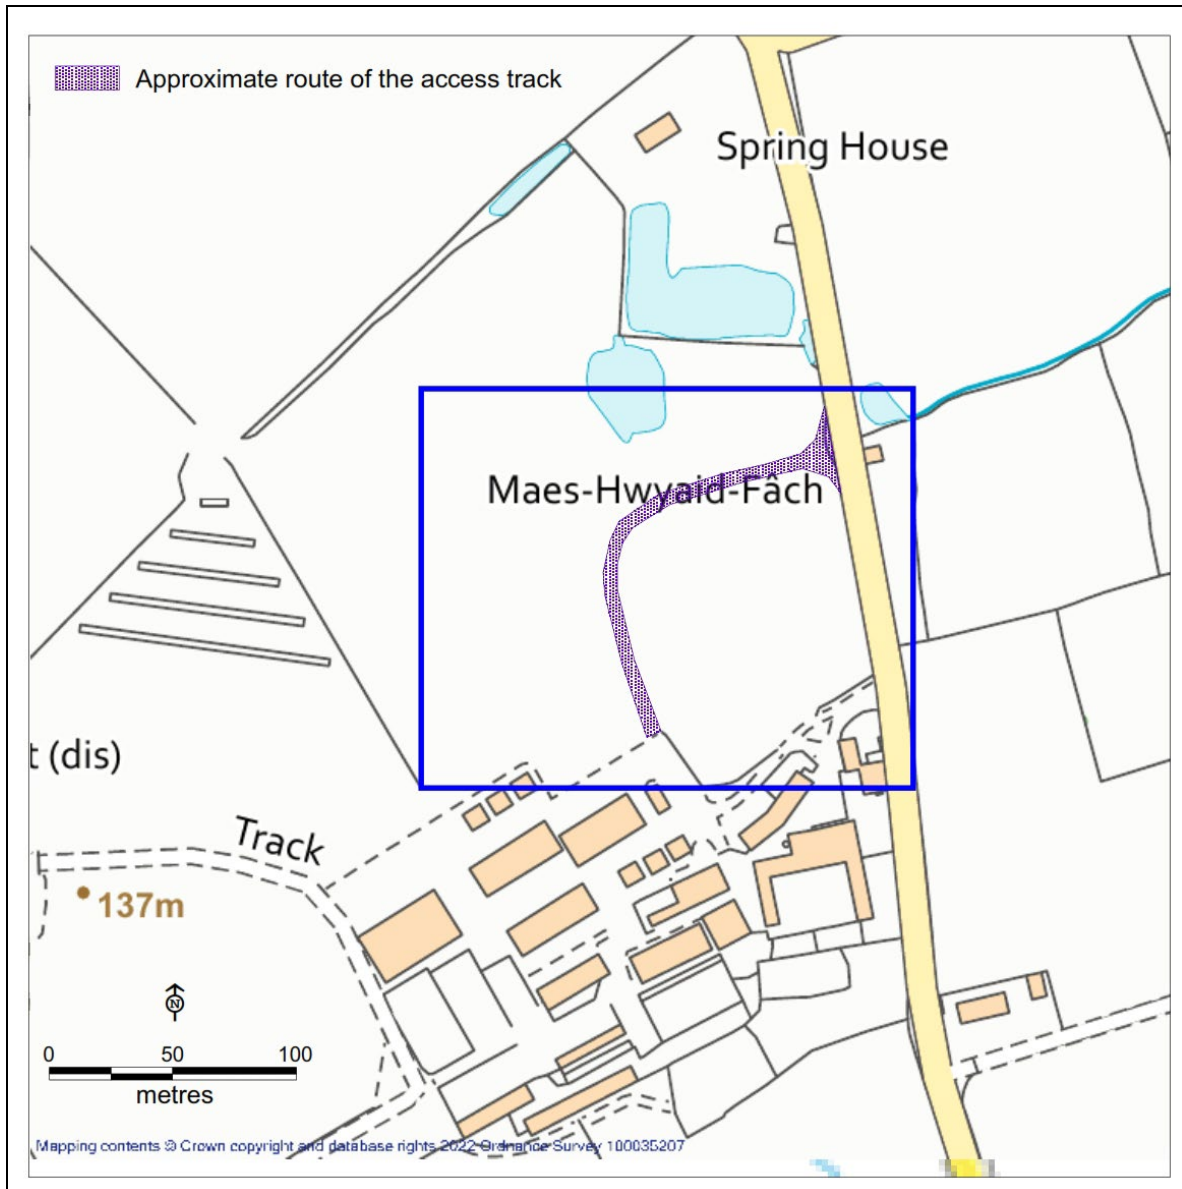 Approximate route of the access track
Spring House
Maes-Hwyaid-Fâch
t (dis)
Track
137m
N
0 50 100
metres
Mapping contents © Crown copyright and database rights 2022 Ordnance Survey 100035207